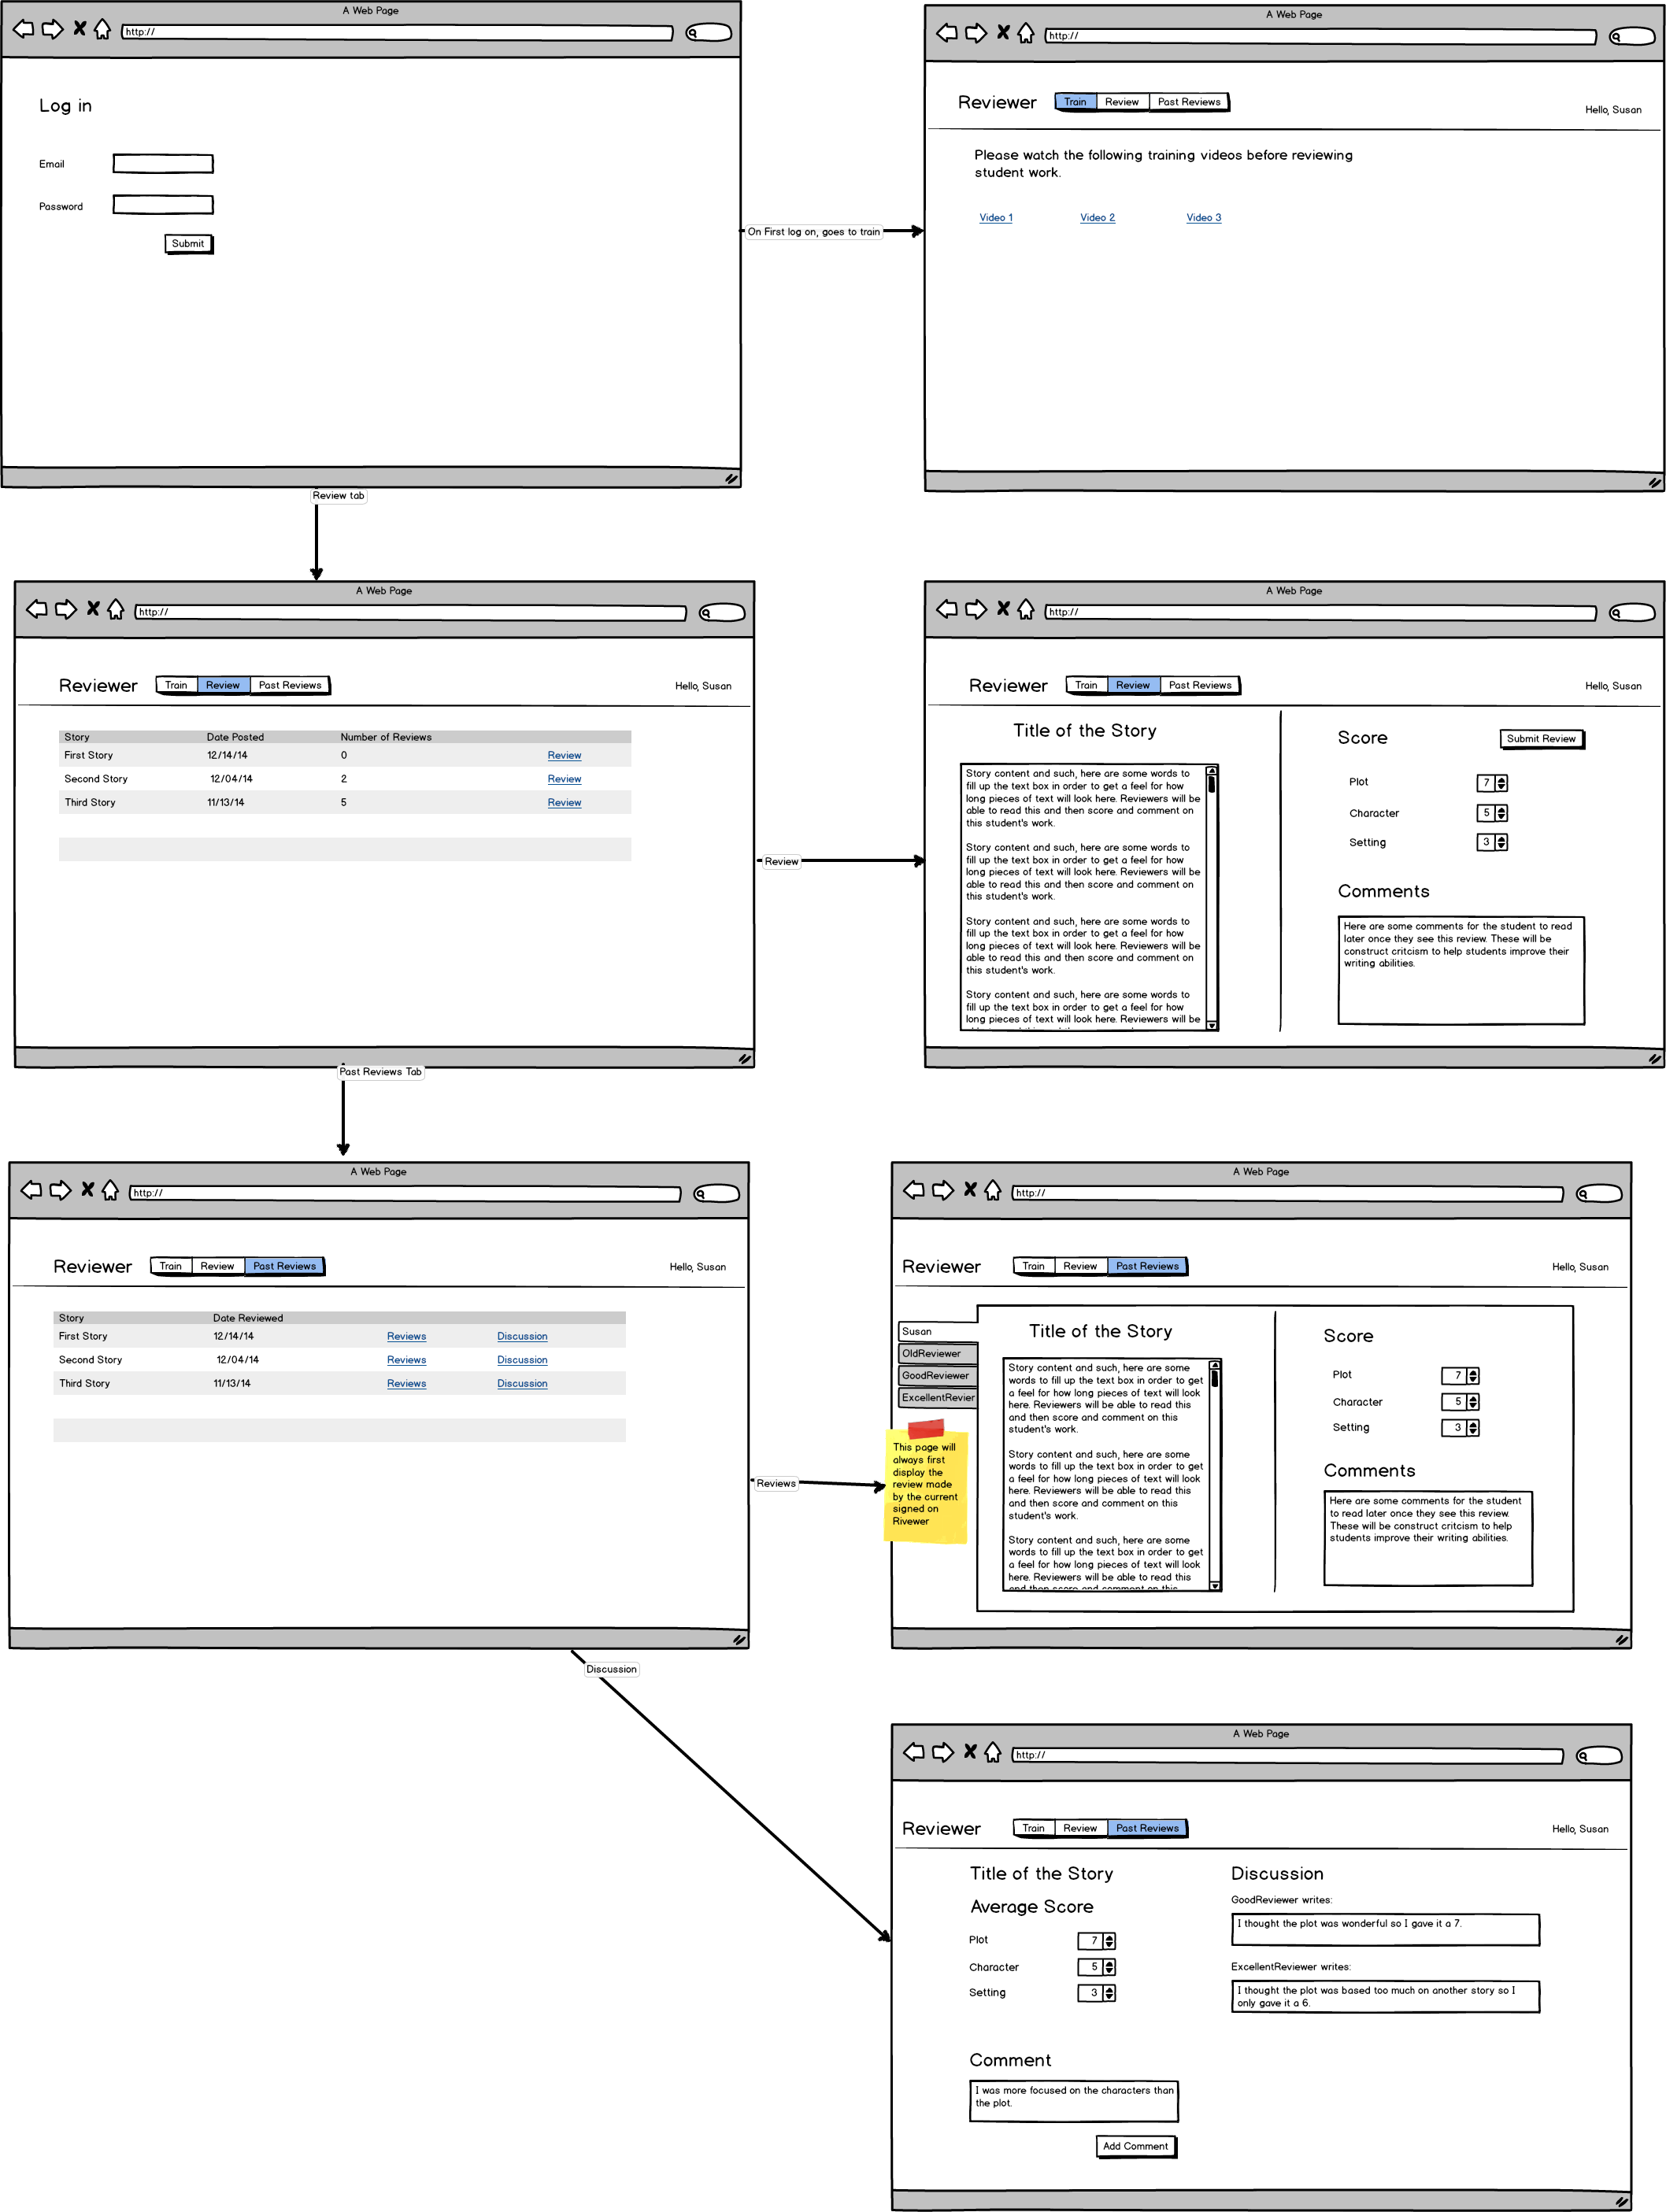 A Web Page
http://
Log in
Email
Password
Submit
On First log on, goes to train
A Web Page
http://
Reviewer
Train Review Past Reviews
Hello, Susan
Please watch the following training videos before reviewing
student work.
Video 1 Video 2 Video 3
Review tab
A Web Page
http://
Reviewer
Train Review Past Reviews
Hello, Susan
Story Date Posted Number of Reviews
First Story 12/14/14 0 Review
Second Story 12/04/14 2 Review
Third Story 11/13/14 5 Review
Review
A Web Page
http://
Reviewer
Train Review Past Reviews
Hello, Susan
Title of the Story
Story content and such, here are some words to
fill up the text box in order to get a feel for how
long pieces of text will look here. Reviewers will be
able to read this and then score and comment on
this student's work.
Story content and such, here are some words to
fill up the text box in order to get a feel for how
long pieces of text will look here. Reviewers will be
able to read this and then score and comment on
this student's work.
Story content and such, here are some words to
fill up the text box in order to get a feel for how
long pieces of text will look here. Reviewers will be
able to read this and then score and comment on
this student's work.
Story content and such, here are some words to
fill up the text box in order to get a feel for how
long pieces of text will look here. Reviewers will be
Score
Submit Review
Plot 7
Character 5
Setting 3
Comments
Here are some comments for the student to read
later once they see this review. These will be
construct critcism to help students improve their
writing abilities.
Past Reviews Tab
A Web Page
http://
Reviewer
Train Review Past Reviews
Hello, Susan
Story Date Reviewed
First Story 12/14/14 Reviews Discussion
Second Story 12/04/14 Reviews Discussion
Third Story 11/13/14 Reviews Discussion
Reviews
A Web Page
http://
Reviewer
Train Review Past Reviews
Hello, Susan
Susan
OldReviewer
GoodReviewer
ExcellentRevier
This page will
always first
display the
review made
by the current
signed on
Rivewer
Title of the Story
Story content and such, here are some
words to fill up the text box in order to get
a feel for how long pieces of text will look
here. Reviewers will be able to read this
and then score and comment on this
student's work.
Story content and such, here are some
words to fill up the text box in order to get
a feel for how long pieces of text will look
here. Reviewers will be able to read this
and then score and comment on this
student's work.
Story content and such, here are some
words to fill up the text box in order to get
a feel for how long pieces of text will look
here. Reviewers will be able to read this
and then score and comment on this
Score
Plot 7
Character 5
Setting 3
Comments
Here are some comments for the student
to read later once they see this review.
These will be construct critcism to help
students improve their writing abilities.
Discussion
A Web Page
http://
Reviewer
Train Review Past Reviews
Hello, Susan
Title of the Story
Average Score
Plot 7
Character 5
Setting 3
Comment
I was more focused on the characters than
the plot.
Add Comment
Discussion
GoodReviewer writes:
I thought the plot was wonderful so I gave it a 7.
ExcellentReviewer writes:
I thought the plot was based too much on another story so I
only gave it a 6.